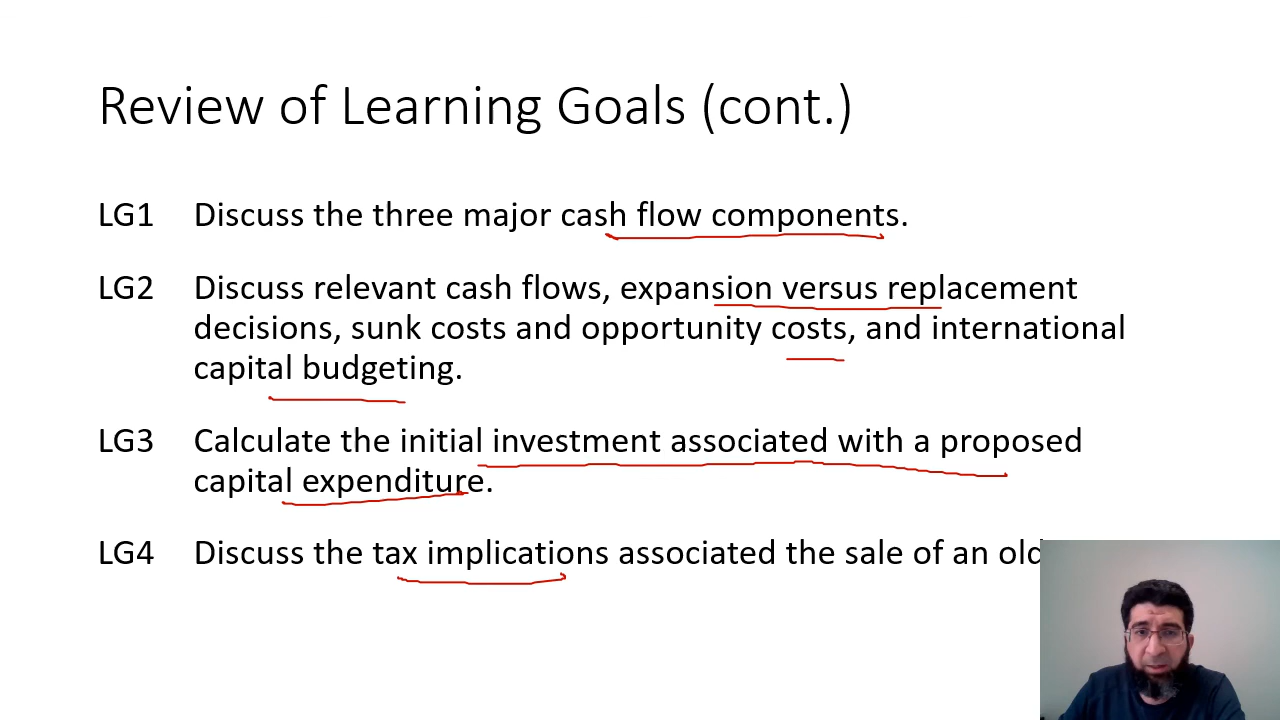 Review of Learning Goals (cont.)
LG1 Discuss the three major cash flow components.
LG2 Discuss relevant cash flows, expansion versus replacement
decisions, sunk costs and opportunity costs, and international
capital budgeting.
LG3 Calculate the initial investment associated with a proposed
capital expenditure.
LG4 Discuss the tax implications associated the sale of an old